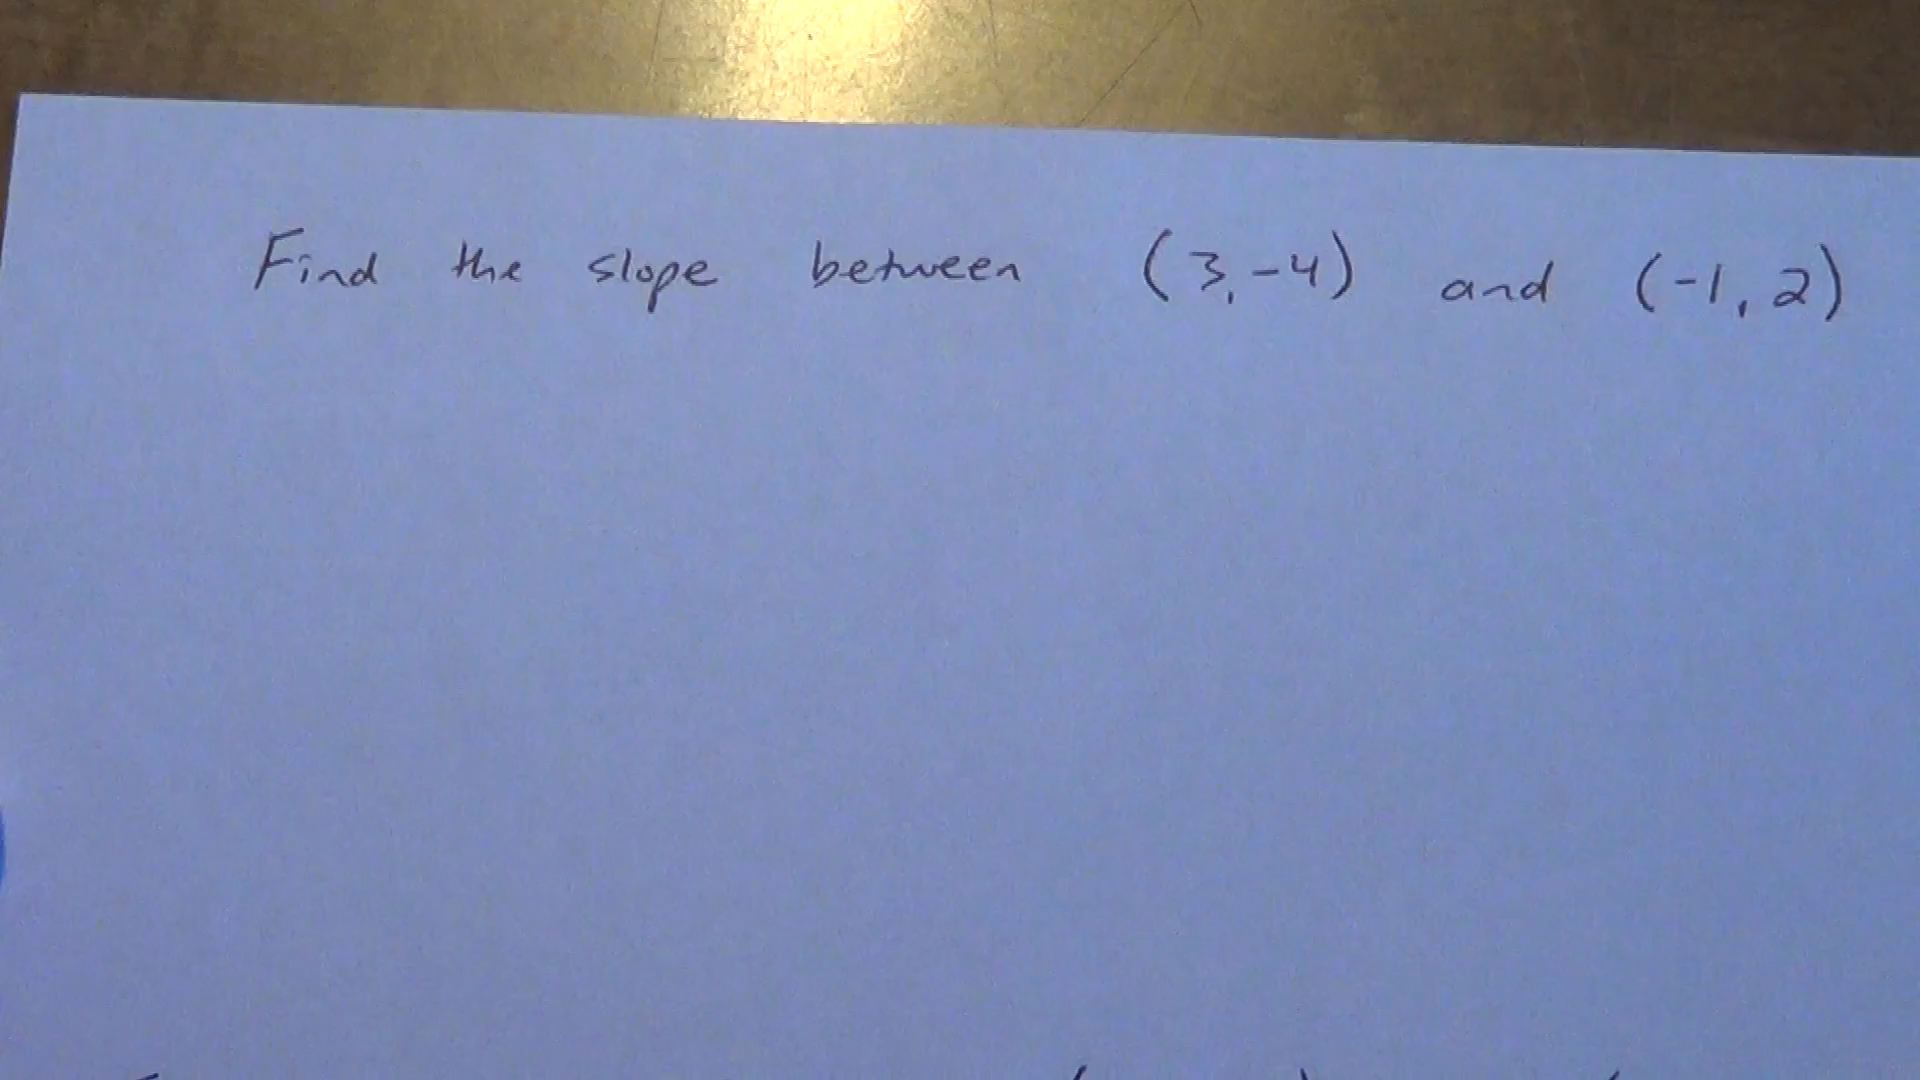 Find the slope between (3,-4) and (-1,2)